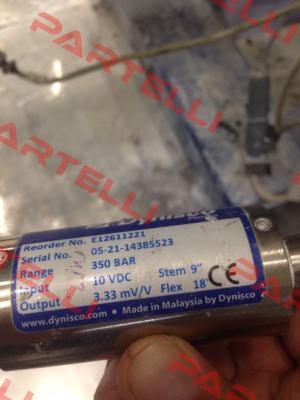 PARTELLI
Dynisco
Reorder No. E12611221
Serial No. 05-21-14385523
Range 350 BAR
Input 10 VDC Stem 9"
Output 3.33 mV/V Flex 18" CE
www.dynisco.com • Made in Malaysia by Dynisco
PARTELLI
PARTELLI